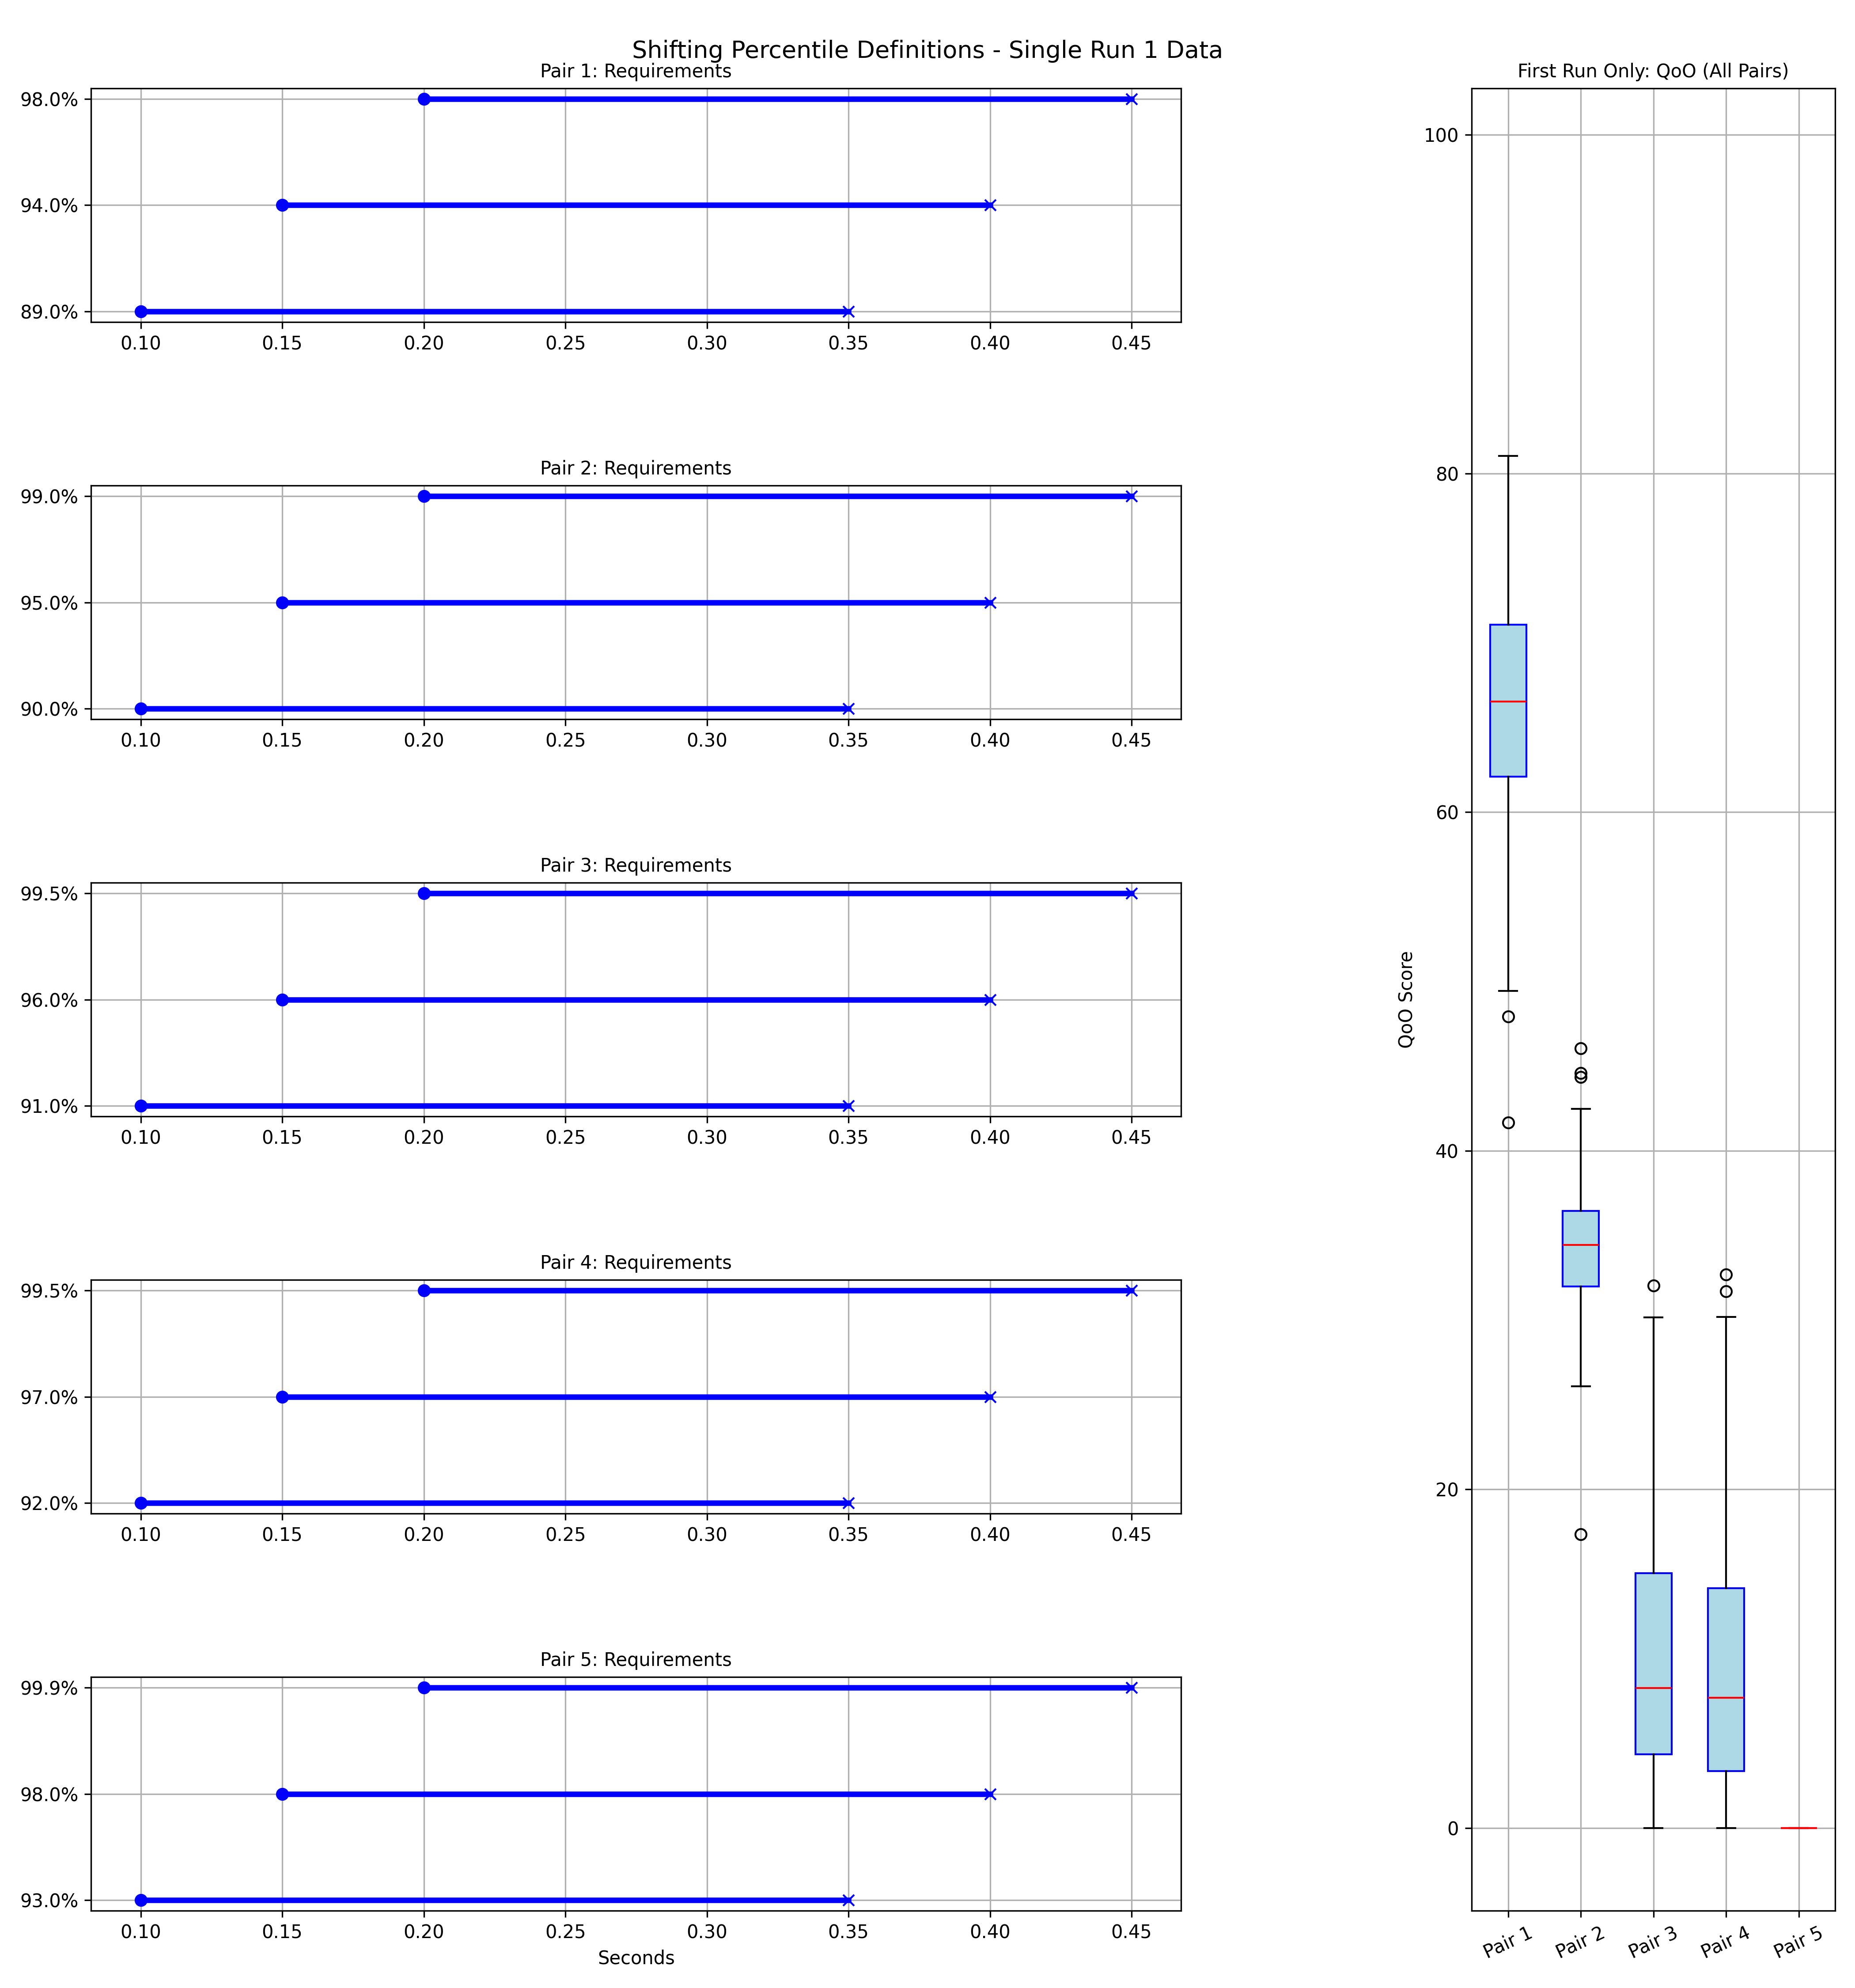 Shifting Percentile Definitions - Single Run 1 Data
Pair 1: Requirements
98.0%
94.0%
89.0%
0.10 0.15 0.20 0.25 0.30 0.35 0.40 0.45
Pair 2: Requirements
99.0%
95.0%
90.0%
0.10 0.15 0.20 0.25 0.30 0.35 0.40 0.45
Pair 3: Requirements
99.5%
96.0%
91.0%
0.10 0.15 0.20 0.25 0.30 0.35 0.40 0.45
Pair 4: Requirements
99.5%
97.0%
92.0%
0.10 0.15 0.20 0.25 0.30 0.35 0.40 0.45
Pair 5: Requirements
99.9%
98.0%
93.0%
0.10 0.15 0.20 0.25 0.30 0.35 0.40 0.45
Seconds
First Run Only: QoO (All Pairs)
100
80
60
40
20
0
QoO Score
Pair 1 Pair 2 Pair 3 Pair 4 Pair 5